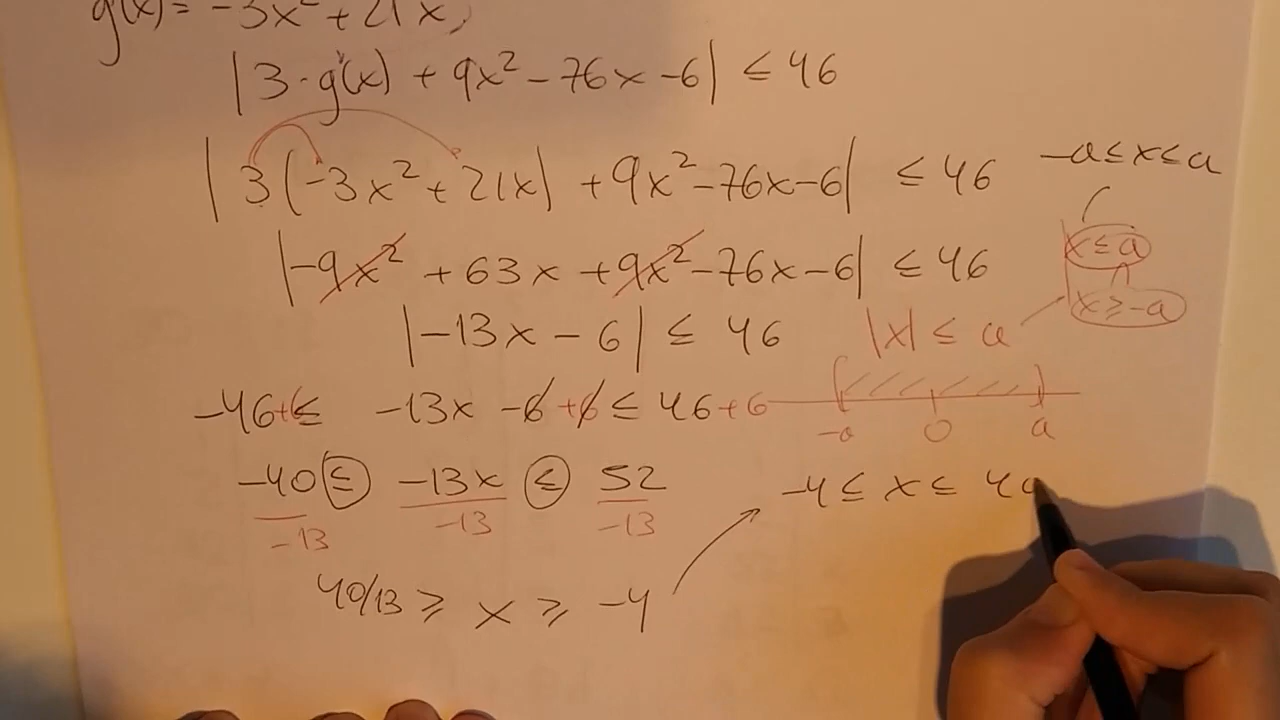 g(x) = -3x² + 21x,
|3·g(x) + 9x² - 76x - 6| ≤ 46
|3(-3x² + 21x) + 9x² - 76x - 6| ≤ 46
-a ≤ x ≤ a
|-9x² + 63x + 9x² - 76x - 6| ≤ 46
x ≤ a
∩
x ≥ -a
|-13x - 6| ≤ 46
|x| ≤ a
-46+6 ≤ -13x - 6 + 6 ≤ 46 + 6
-a 0 a
-40 ≤ -13x ≤ 52
-13 -13 -13
-4 ≤ x ≤ 40
40/13 ≥ x ≥ -4